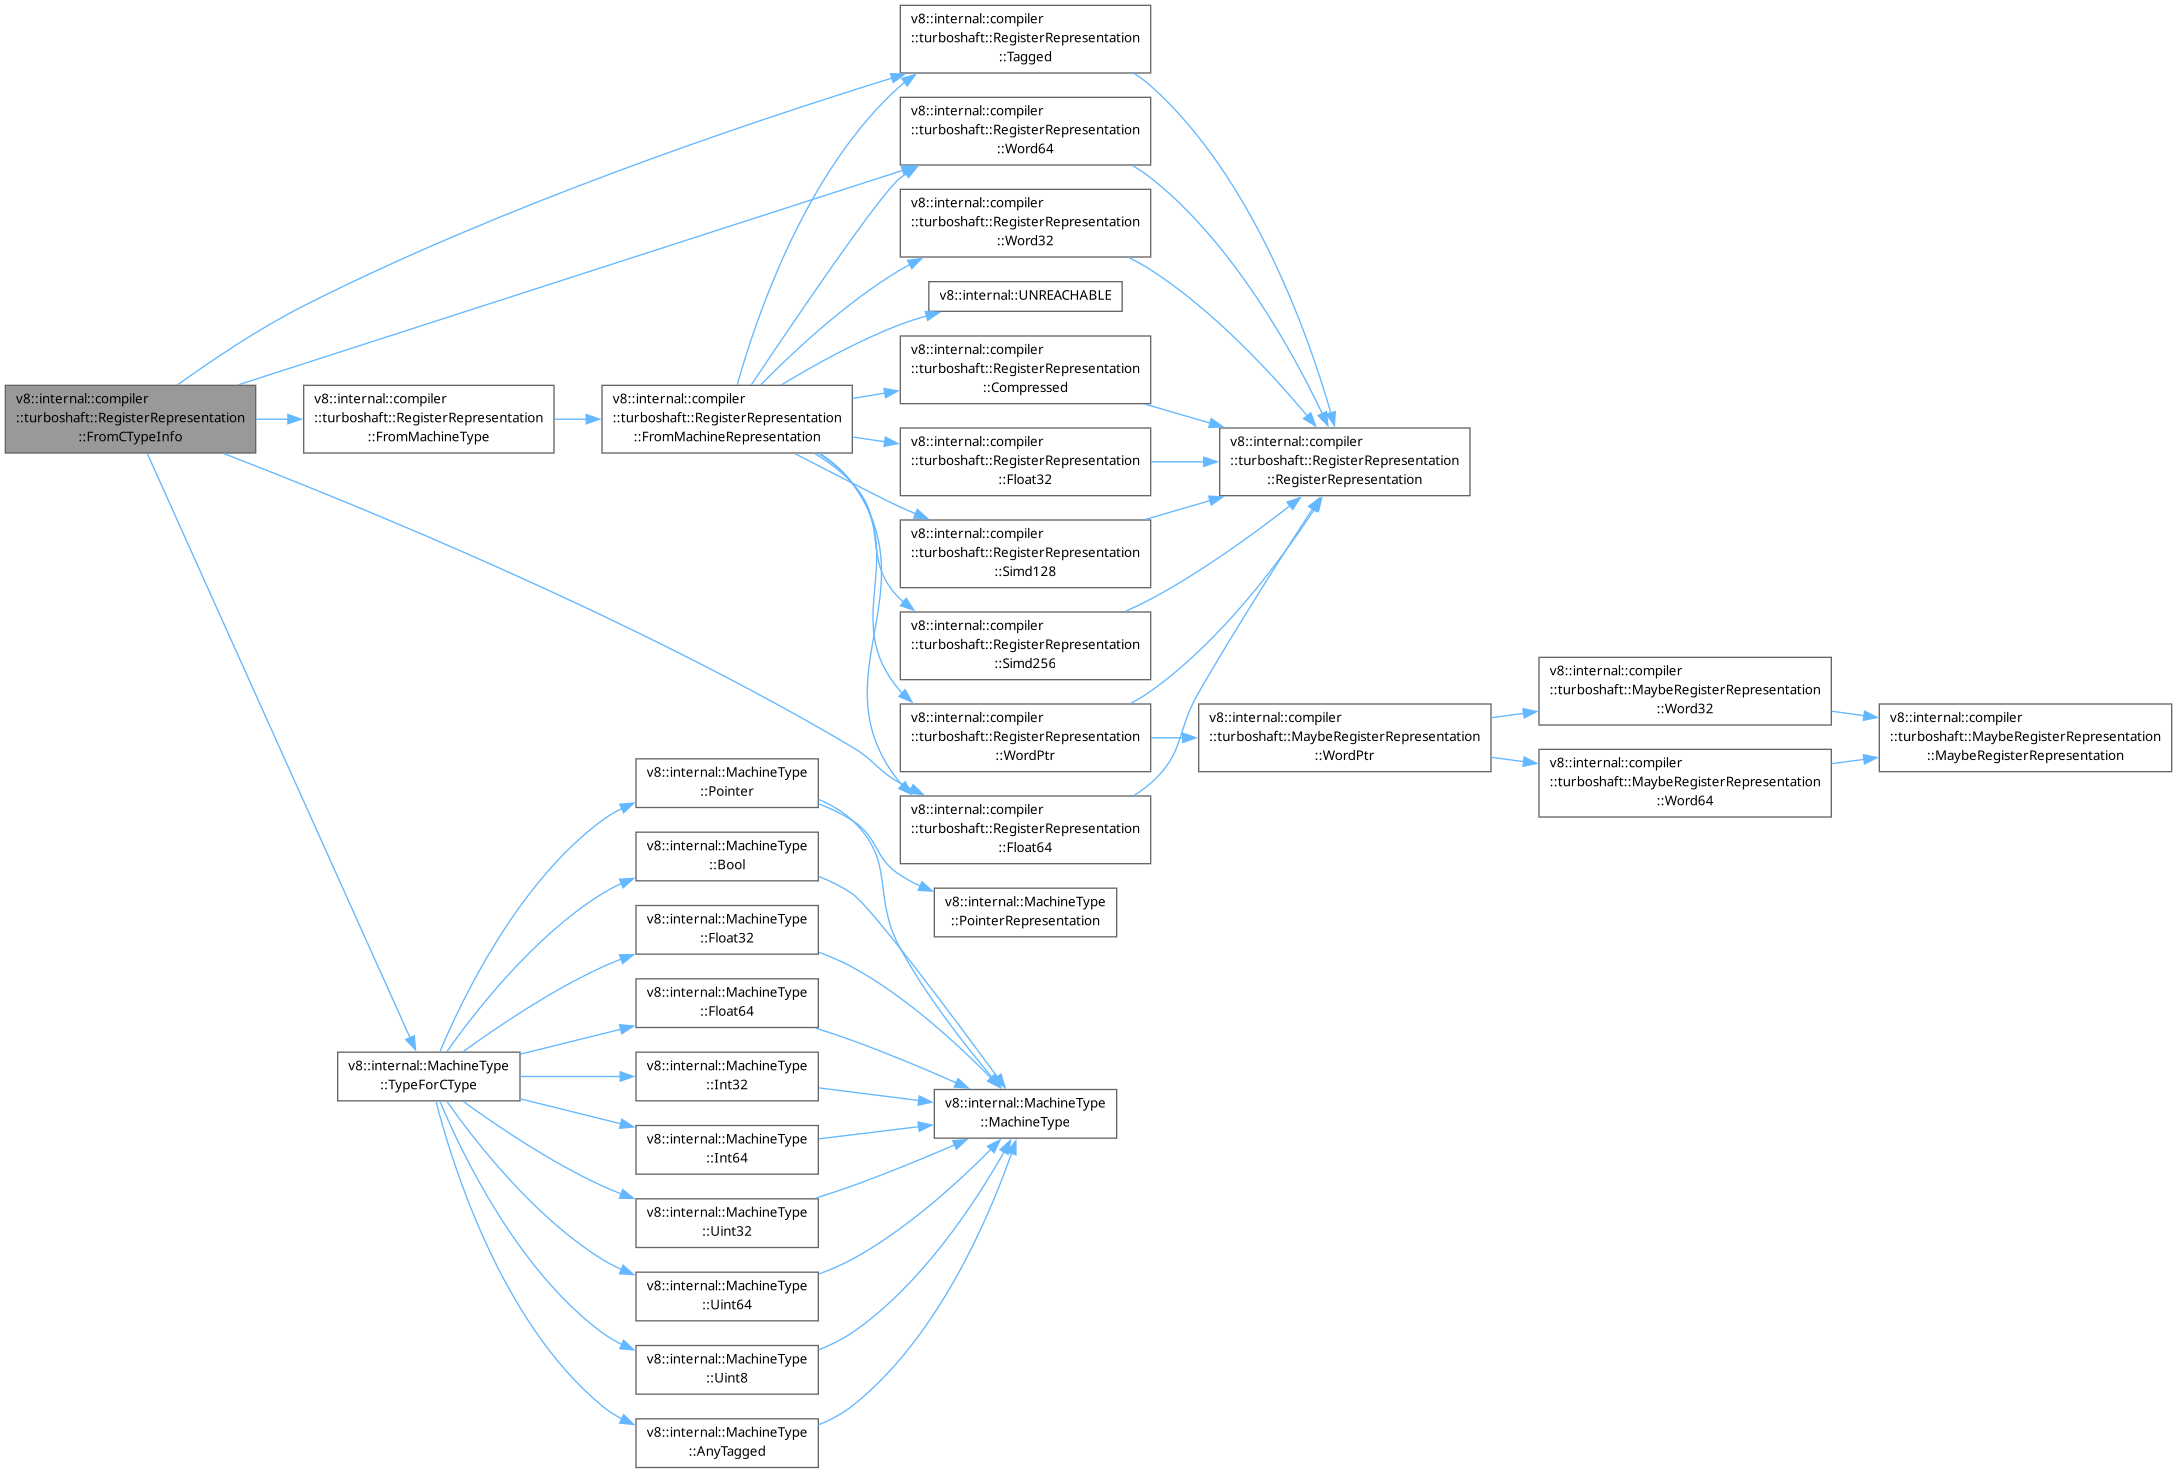 v8::internal::compiler
::turboshaft::RegisterRepresentation
::FromCTypeInfo
v8::internal::compiler
::turboshaft::RegisterRepresentation
::FromMachineType
v8::internal::compiler
::turboshaft::RegisterRepresentation
::FromMachineRepresentation
v8::internal::compiler
::turboshaft::RegisterRepresentation
::Tagged
v8::internal::compiler
::turboshaft::RegisterRepresentation
::Word64
v8::internal::compiler
::turboshaft::RegisterRepresentation
::Word32
v8::internal::UNREACHABLE
v8::internal::compiler
::turboshaft::RegisterRepresentation
::Compressed
v8::internal::compiler
::turboshaft::RegisterRepresentation
::Float32
v8::internal::compiler
::turboshaft::RegisterRepresentation
::Simd128
v8::internal::compiler
::turboshaft::RegisterRepresentation
::Simd256
v8::internal::compiler
::turboshaft::RegisterRepresentation
::WordPtr
v8::internal::compiler
::turboshaft::RegisterRepresentation
::Float64
v8::internal::compiler
::turboshaft::RegisterRepresentation
::RegisterRepresentation
v8::internal::compiler
::turboshaft::MaybeRegisterRepresentation
::WordPtr
v8::internal::compiler
::turboshaft::MaybeRegisterRepresentation
::Word32
v8::internal::compiler
::turboshaft::MaybeRegisterRepresentation
::Word64
v8::internal::compiler
::turboshaft::MaybeRegisterRepresentation
::MaybeRegisterRepresentation
v8::internal::MachineType
::TypeForCType
v8::internal::MachineType
::Pointer
v8::internal::MachineType
::Bool
v8::internal::MachineType
::Float32
v8::internal::MachineType
::Float64
v8::internal::MachineType
::Int32
v8::internal::MachineType
::Int64
v8::internal::MachineType
::Uint32
v8::internal::MachineType
::Uint64
v8::internal::MachineType
::Uint8
v8::internal::MachineType
::AnyTagged
v8::internal::MachineType
::PointerRepresentation
v8::internal::MachineType
::MachineType